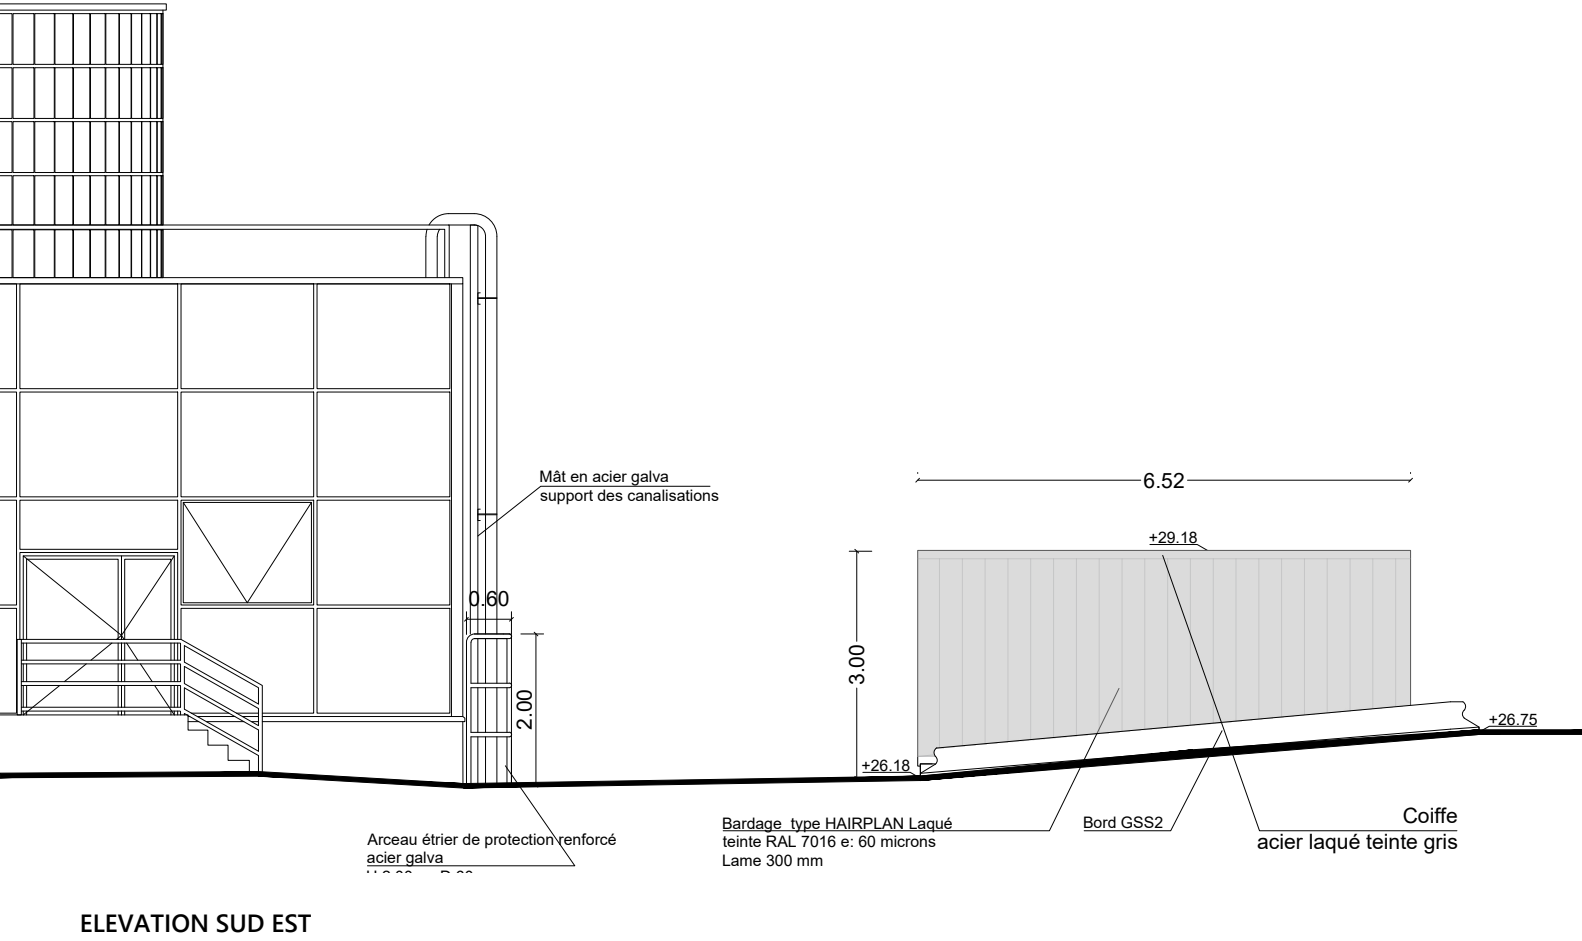 Mât en acier galva
support des canalisations
6.52
+29.18
0.60
3.00
2.00
+26.75
+26.18
Arceau étrier de protection renforcé
acier galva
Bardage type HAIRPLAN Laqué
teinte RAL 7016 e: 60 microns
Lame 300 mm
Bord GSS2
Coiffe
acier laqué teinte gris
ELEVATION SUD EST